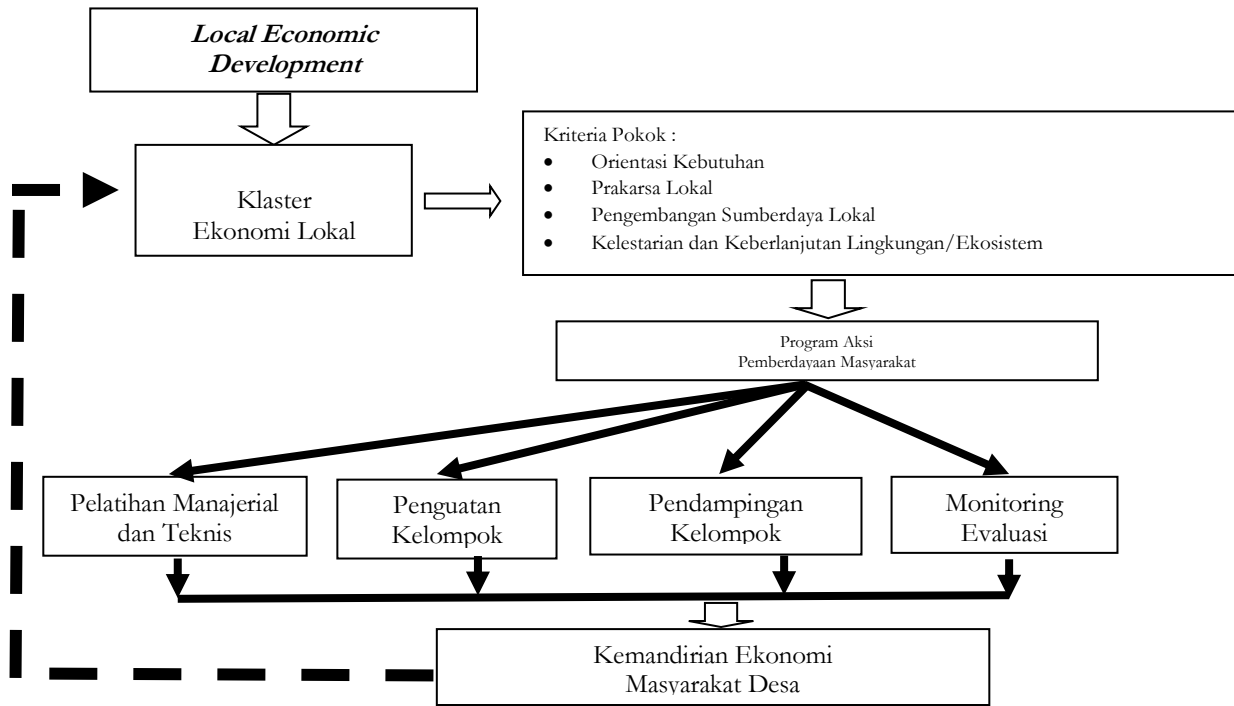 Local Economic
Development
Klaster
Ekonomi Lokal
Kriteria Pokok :
• Orientasi Kebutuhan
• Prakarsa Lokal
• Pengembangan Sumberdaya Lokal
• Kelestarian dan Keberlanjutan Lingkungan/Ekosistem
Program Aksi
Pemberdayaan Masyarakat
Pelatihan Manajerial
dan Teknis
Penguatan
Kelompok
Pendampingan
Kelompok
Monitoring
Evaluasi
Kemandirian Ekonomi
Masyarakat Desa